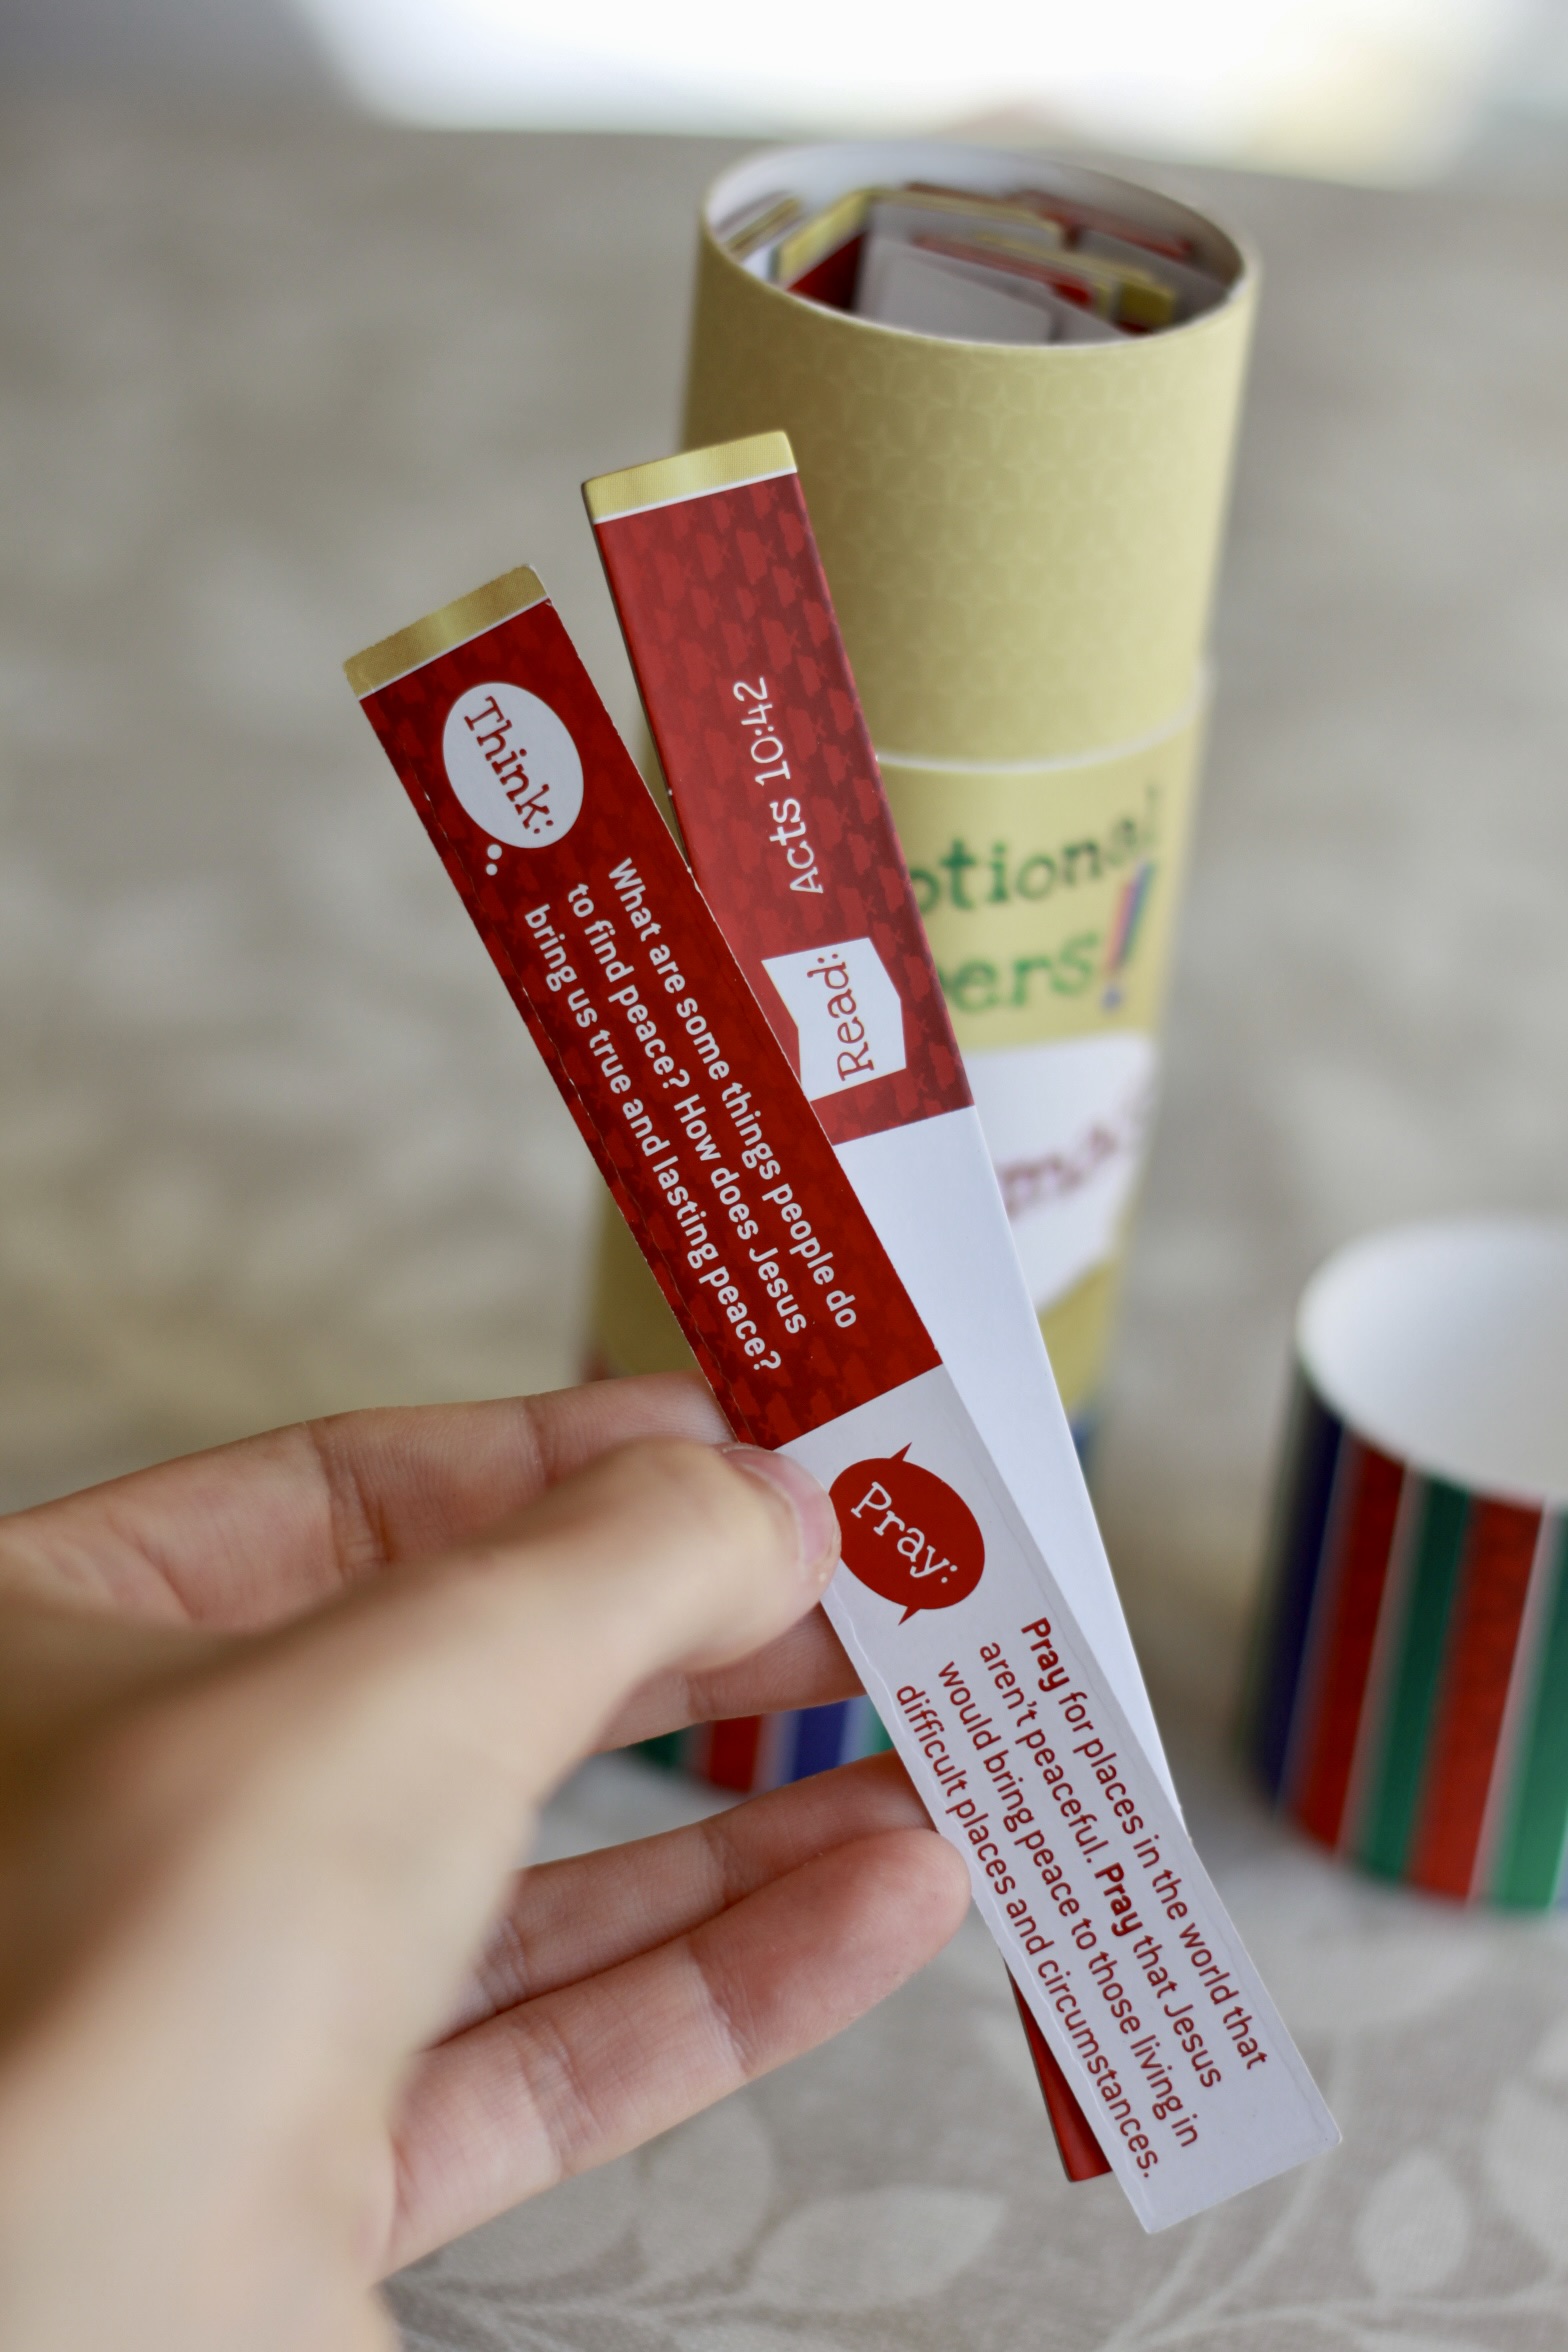 Think:
What are some things people do
to find peace? How does Jesus
bring us true and lasting peace?
Pray:
Pray for places in the world that
aren't peaceful. Pray that Jesus
would bring peace to those living in
difficult places and circumstances.
Read:
Acts 10:42